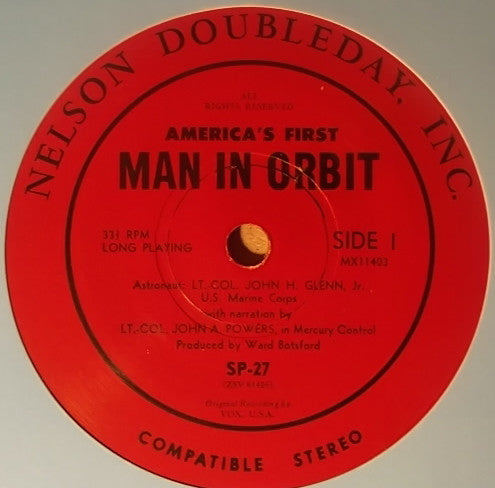 NELSON DOUBLEDAY, INC.
ALL
RIGHTS RESERVED
AMERICA'S FIRST
MAN IN ORBIT
33⅓ RPM
LONG PLAYING
SIDE 1
MX11403
Astronaut: LT. COL. JOHN H. GLENN, Jr.
U.S. Marine Corps
with narration by
LT. COL. JOHN A. POWERS, in Mercury Control
Produced by Ward Botsford
SP-27
Original Recording by
VOX, U.S.A.
COMPATIBLE STEREO